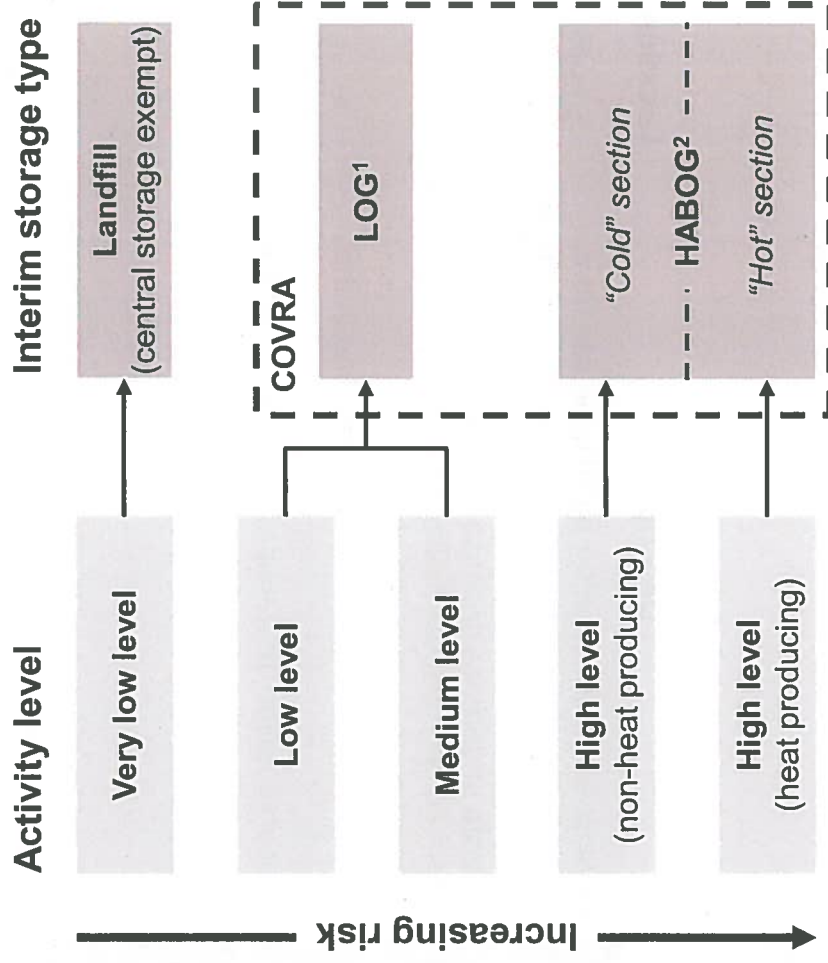 Activity level
Interim storage type
Increasing risk
Very low level
Landfill
(central storage exempt)
COVRA
Low level
LOG¹
Medium level
High level
(non-heat producing)
“Cold” section
HABOG²
High level
(heat producing)
“Hot” section